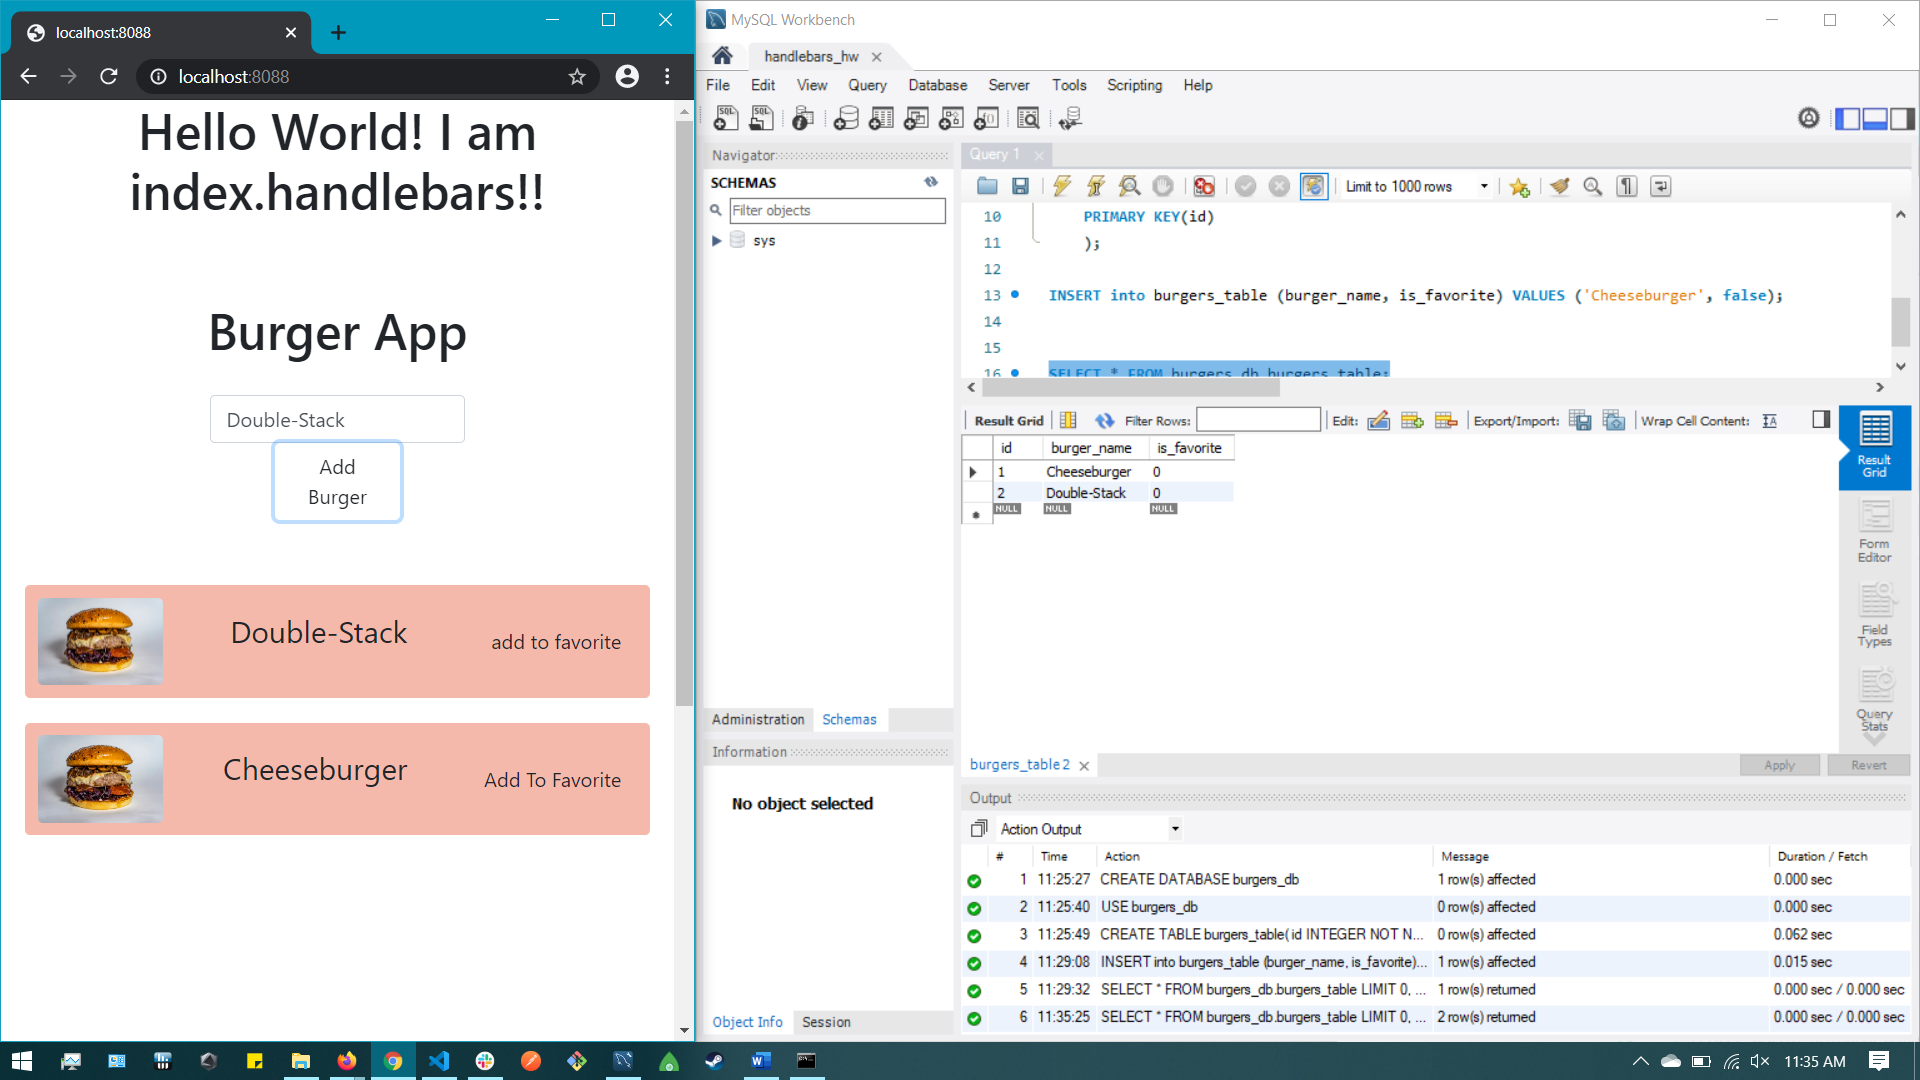 localhost:8088
localhost:8088
Hello World! I am
index.handlebars!!
Burger App
Double-Stack
Add
Burger
Double-Stack
add to favorite
Cheeseburger
Add To Favorite
MySQL Workbench
handlebars_hw
File Edit View Query Database Server Tools Scripting Help
Navigator
SCHEMAS
Filter objects
sys
Administration Schemas
Information
No object selected
Object Info Session
Query 1
Limit to 1000 rows
10 PRIMARY KEY(id)
11 );
12
13 INSERT into burgers_table (burger_name, is_favorite) VALUES ('Cheeseburger', false);
14
15
16 SELECT * FROM burgers_db.burgers_table;
Result Grid Filter Rows: Edit: Export/Import: Wrap Cell Content:
id burger_name is_favorite
1 Cheeseburger 0
2 Double-Stack 0
NULL NULL NULL
Result
Grid
Form
Editor
Field
Types
Query
Stats
burgers_table 2
Apply Revert
Output
Action Output
# Time Action Message Duration / Fetch
1 11:25:27 CREATE DATABASE burgers_db 1 row(s) affected 0.000 sec
2 11:25:40 USE burgers_db 0 row(s) affected 0.000 sec
3 11:25:49 CREATE TABLE burgers_table( id INTEGER NOT N... 0 row(s) affected 0.062 sec
4 11:29:08 INSERT into burgers_table (burger_name, is_favorite)... 1 row(s) affected 0.015 sec
5 11:29:32 SELECT * FROM burgers_db.burgers_table LIMIT 0, ... 1 row(s) returned 0.000 sec / 0.000 sec
6 11:35:25 SELECT * FROM burgers_db.burgers_table LIMIT 0, ... 2 row(s) returned 0.000 sec / 0.000 sec
11:35 AM